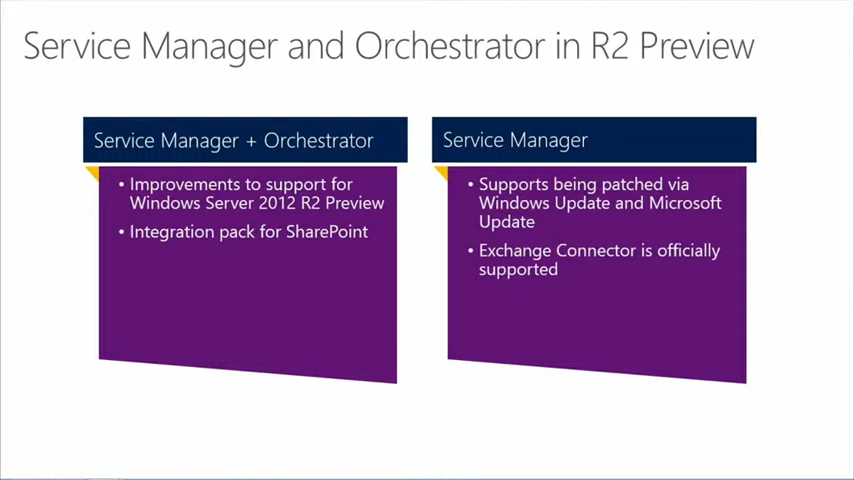 Service Manager and Orchestrator in R2 Preview
Service Manager + Orchestrator
• Improvements to support for
Windows Server 2012 R2 Preview
• Integration pack for SharePoint
Service Manager
• Supports being patched via
Windows Update and Microsoft
Update
• Exchange Connector is officially
supported